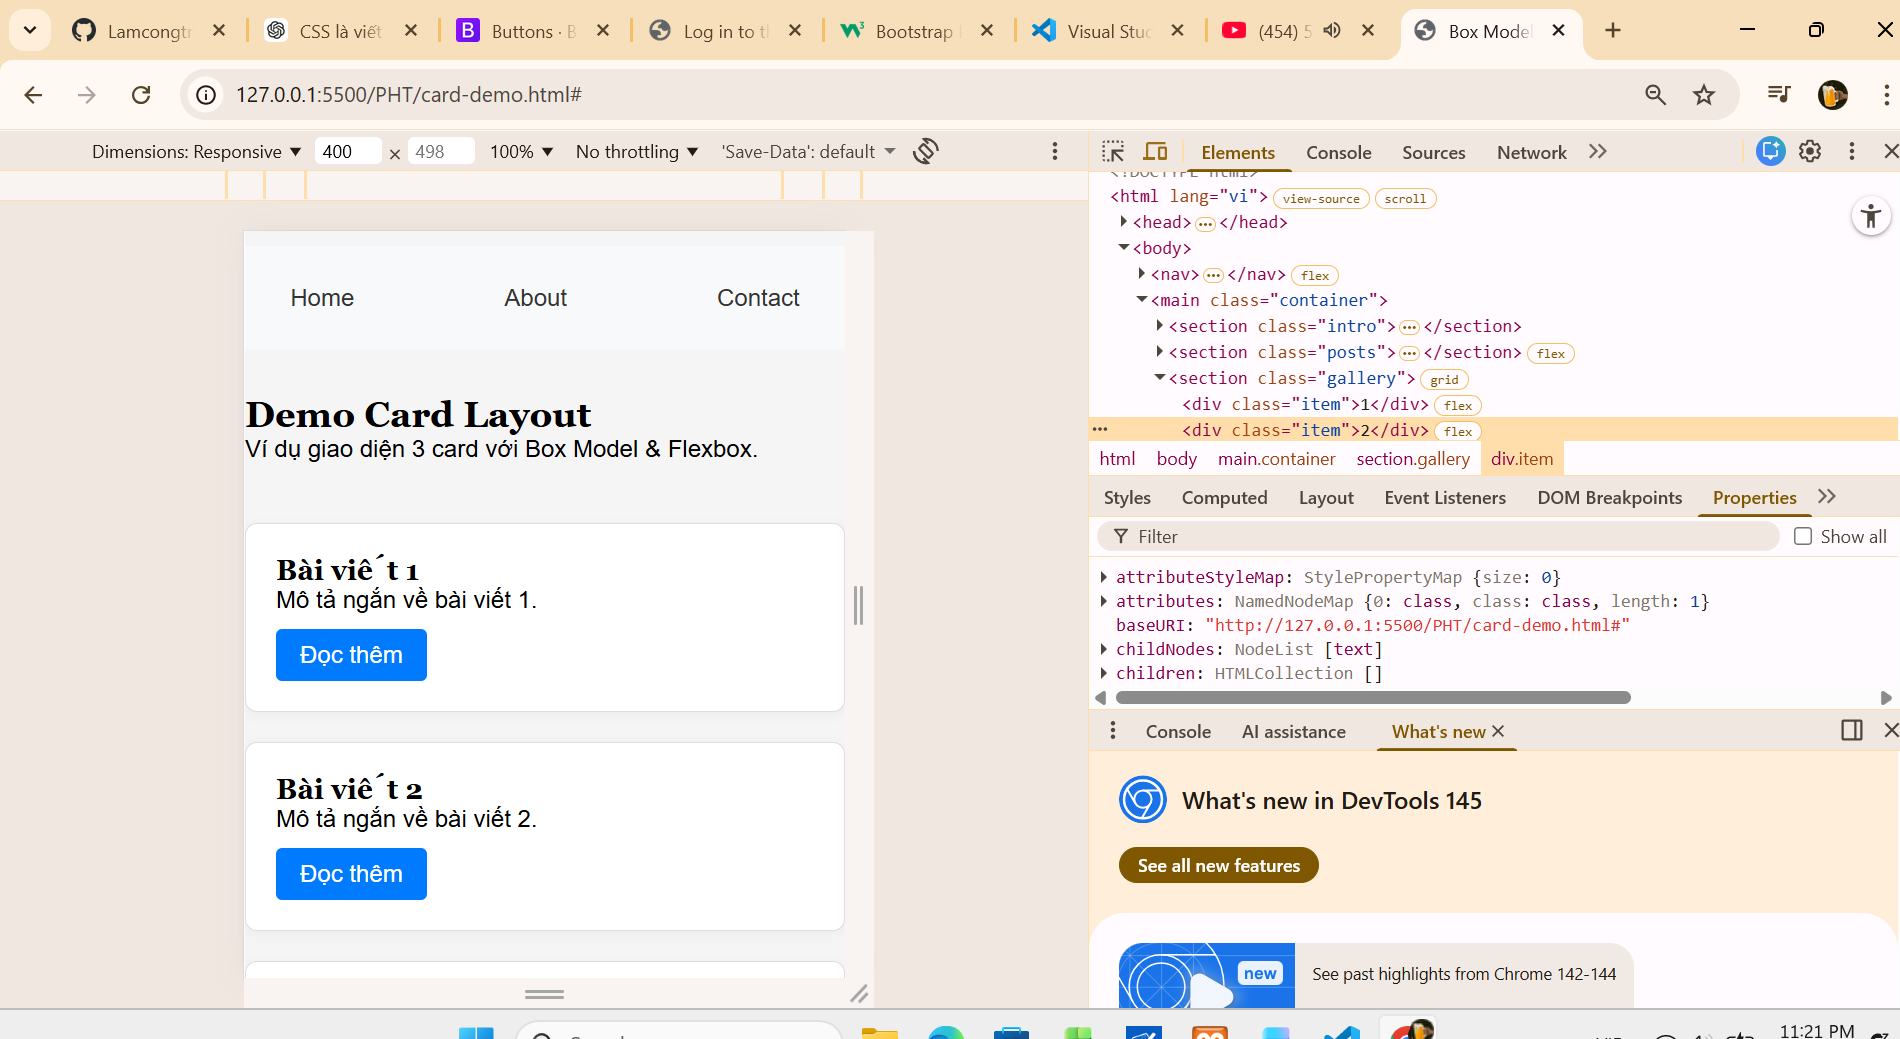 Lamcongtr
CSS là viết
Buttons · B
Log in to th
Bootstrap
Visual Stud
(454) 5
Box Model
127.0.0.1:5500/PHT/card-demo.html#
Dimensions: Responsive 400 × 498 100% No throttling 'Save-Data': default
Elements Console Sources Network
<!DOCTYPE html>
<html lang="vi"> view-source scroll
<head> ••• </head>
<body>
<nav> ••• </nav> flex
<main class="container">
<section class="intro"> ••• </section>
<section class="posts"> ••• </section> flex
<section class="gallery"> grid
<div class="item">1</div> flex
••• <div class="item">2</div> flex
html body main.container section.gallery div.item
Styles Computed Layout Event Listeners DOM Breakpoints Properties
Filter Show all
attributeStyleMap: StylePropertyMap {size: 0}
attributes: NamedNodeMap {0: class, class: class, length: 1}
baseURI: "http://127.0.0.1:5500/PHT/card-demo.html#"
childNodes: NodeList [text]
children: HTMLCollection []
Console AI assistance What's new
What's new in DevTools 145
See all new features
new
See past highlights from Chrome 142-144
Home About Contact
Demo Card Layout
Ví dụ giao diện 3 card với Box Model & Flexbox.
Bài viết 1
Mô tả ngắn về bài viết 1.
Đọc thêm
Bài viết 2
Mô tả ngắn về bài viết 2.
Đọc thêm
11:21 PM